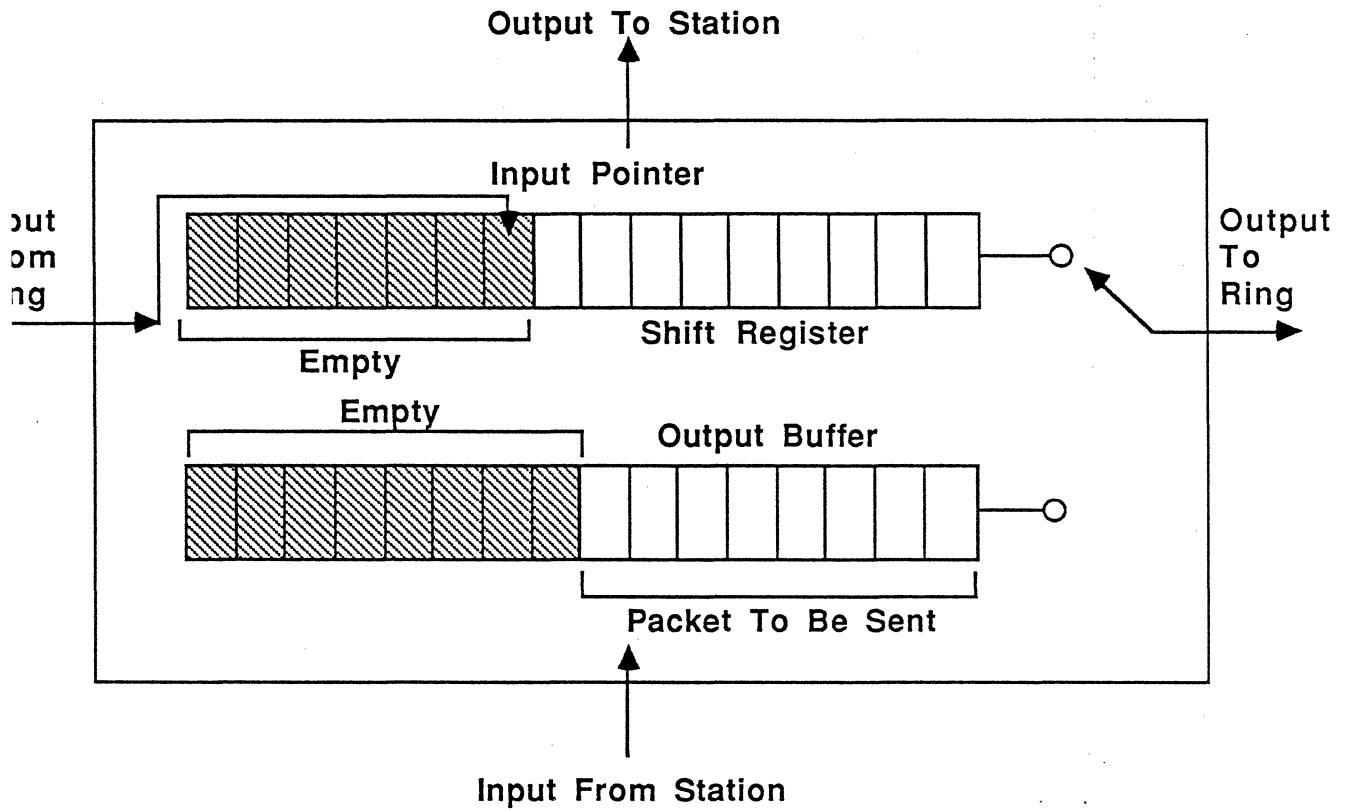 Output To Station
Input Pointer
Output
To
Ring
Shift Register
Empty
Empty
Output Buffer
Packet To Be Sent
Input From Station